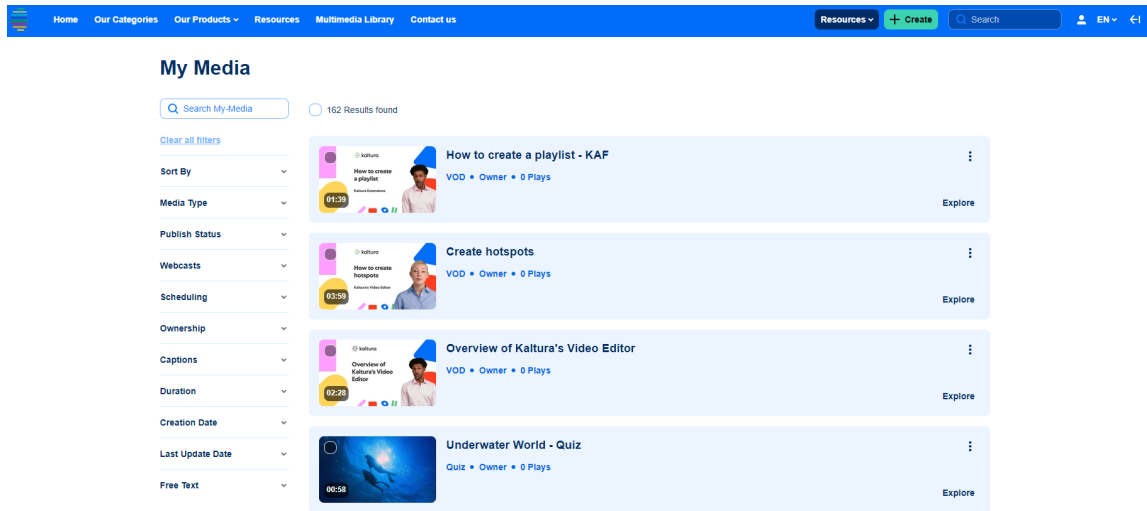 Home Our Categories Our Products Resources Multimedia Library Contact us Resources + Create Search EN
My Media
Search My-Media
162 Results found
Clear all filters
Sort By
Media Type
Publish Status
Webcasts
Scheduling
Ownership
Captions
Duration
Creation Date
Last Update Date
Free Text
kaltura
How to create
a playlist
Kaltura Extensions
01:39
How to create a playlist - KAF
VOD • Owner • 0 Plays
Explore
kaltura
How to create
hotspots
Kaltura's Video Editor
03:59
Create hotspots
VOD • Owner • 0 Plays
Explore
kaltura
Overview of
Kaltura's Video
Editor
02:28
Overview of Kaltura's Video Editor
VOD • Owner • 0 Plays
Explore
00:58
Underwater World - Quiz
Quiz • Owner • 0 Plays
Explore